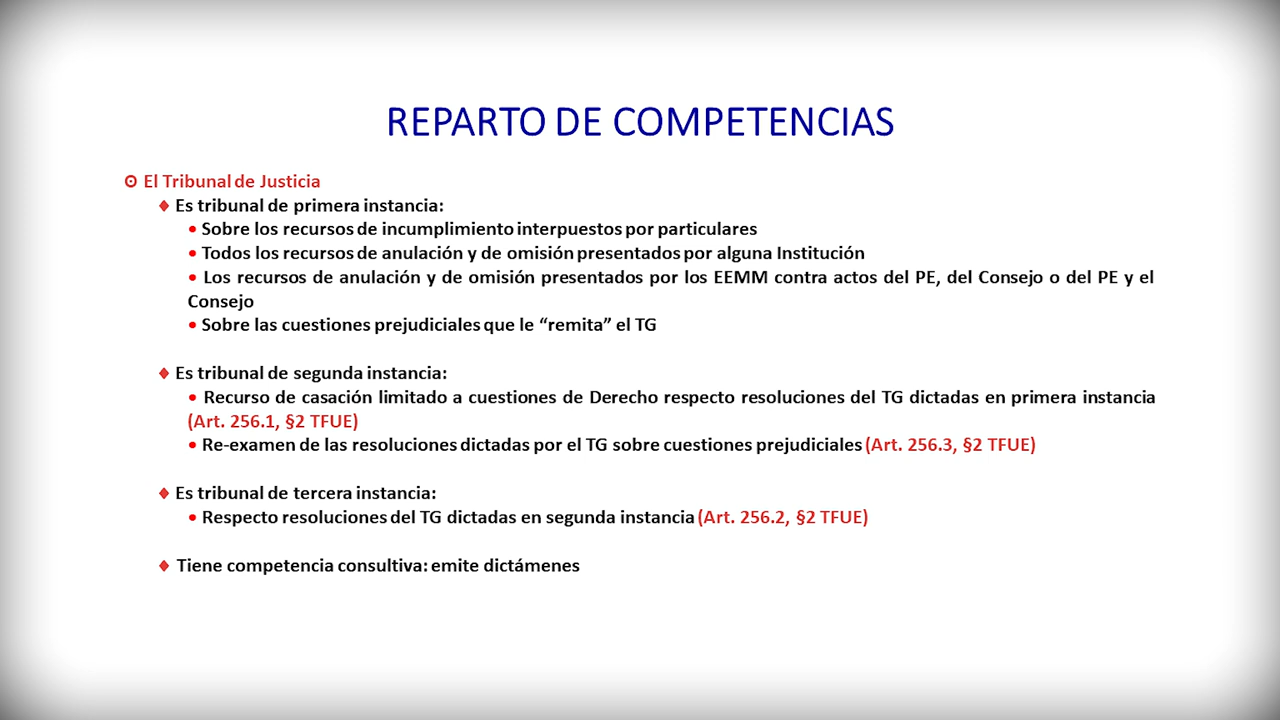 REPARTO DE COMPETENCIAS
⊙ El Tribunal de Justicia
♦ Es tribunal de primera instancia:
• Sobre los recursos de incumplimiento interpuestos por particulares
• Todos los recursos de anulación y de omisión presentados por alguna Institución
• Los recursos de anulación y de omisión presentados por los EEMM contra actos del PE, del Consejo o del PE y el
Consejo
• Sobre las cuestiones prejudiciales que le “remita” el TG
♦ Es tribunal de segunda instancia:
• Recurso de casación limitado a cuestiones de Derecho respecto resoluciones del TG dictadas en primera instancia
(Art. 256.1, §2 TFUE)
• Re-examen de las resoluciones dictadas por el TG sobre cuestiones prejudiciales (Art. 256.3, §2 TFUE)
♦ Es tribunal de tercera instancia:
• Respecto resoluciones del TG dictadas en segunda instancia (Art. 256.2, §2 TFUE)
♦ Tiene competencia consultiva: emite dictámenes